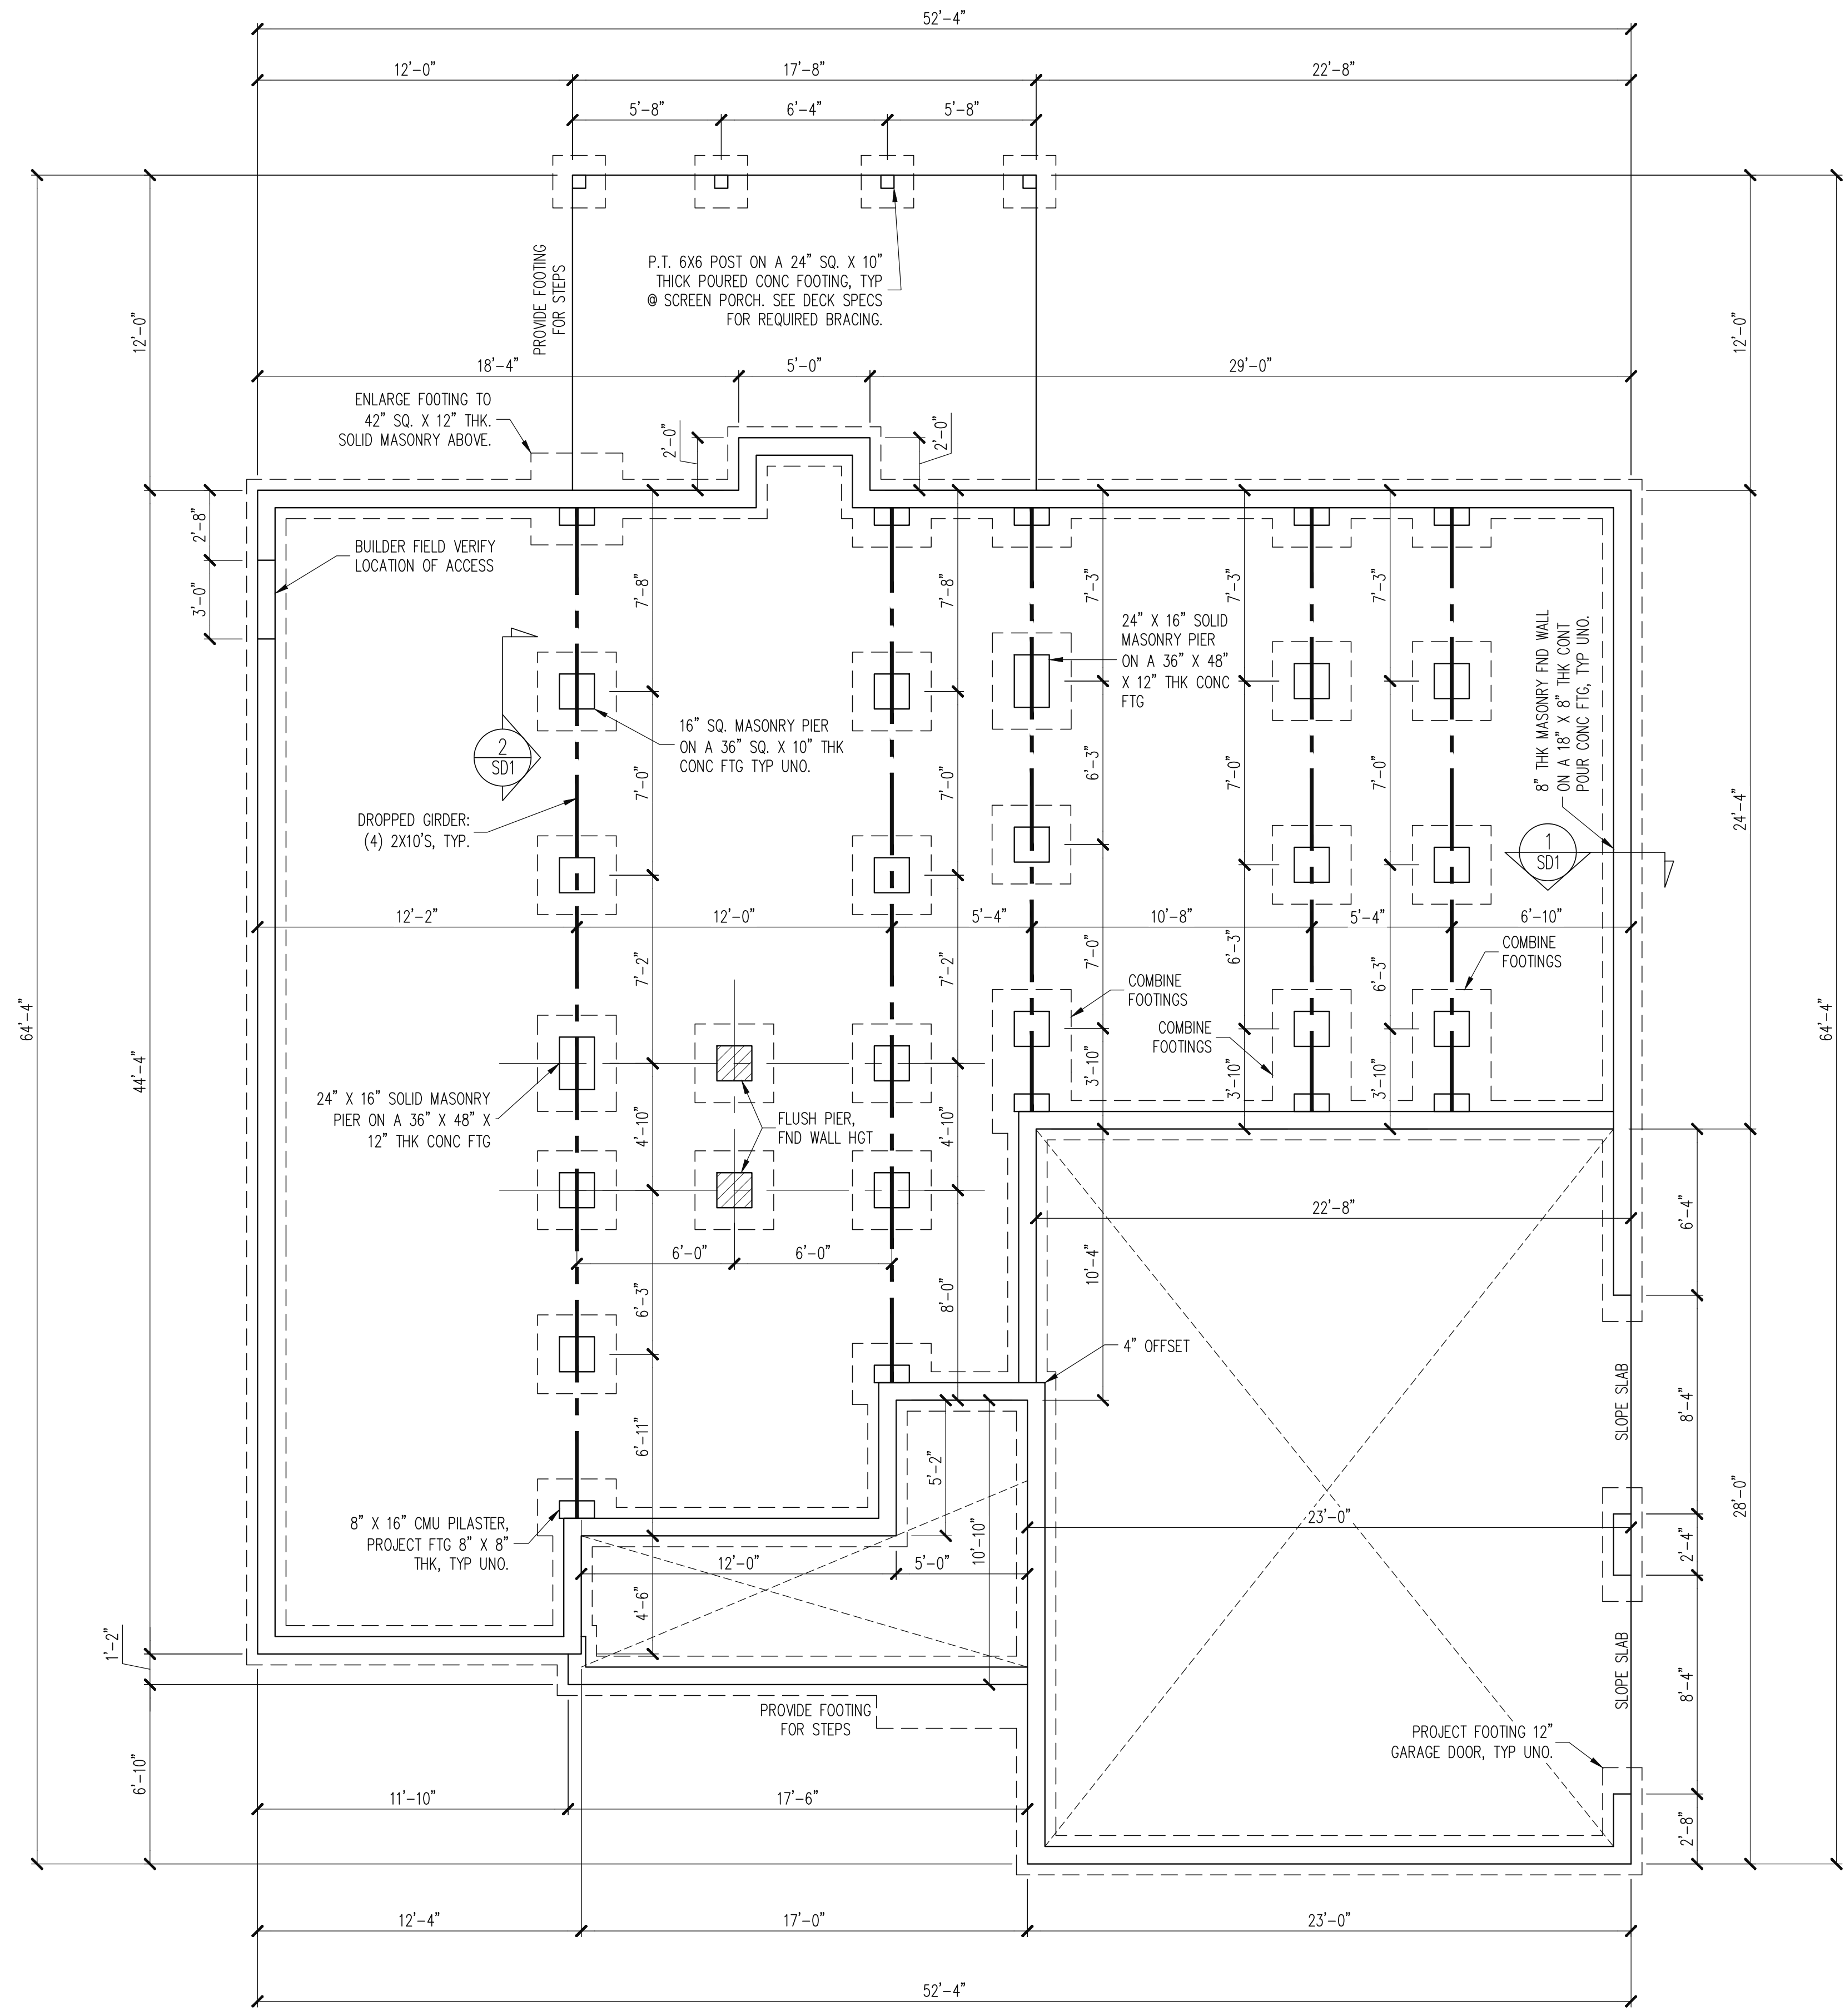 52'-4"
12'-0"
17'-8"
22'-8"
5'-8"
6'-4"
5'-8"
PROVIDE FOOTING
FOR STEPS
P.T. 6X6 POST ON A 24" SQ. X 10"
THICK POURED CONC FOOTING, TYP
@ SCREEN PORCH. SEE DECK SPECS
FOR REQUIRED BRACING.
12'-0"
12'-0"
18'-4"
5'-0"
29'-0"
ENLARGE FOOTING TO
42" SQ. X 12" THK.
SOLID MASONRY ABOVE.
2'-0"
2'-0"
2'-8"
3'-0"
BUILDER FIELD VERIFY
LOCATION OF ACCESS
7'-8"
7'-8"
7'-3"
7'-3"
7'-3"
24" X 16" SOLID
MASONRY PIER
ON A 36" X 48"
X 12" THK CONC
FTG
8" THK MASONRY FND WALL
ON A 18" X 8" THK CONT
POUR CONC FTG, TYP UNO.
16" SQ. MASONRY PIER
ON A 36" SQ. X 10" THK
CONC FTG TYP UNO.
2
SD1
7'-0"
7'-0"
6'-3"
7'-0"
7'-0"
24'-4"
DROPPED GIRDER:
(4) 2X10'S, TYP.
1
SD1
12'-2"
12'-0"
5'-4"
10'-8"
5'-4"
6'-10"
7'-2"
7'-2"
7'-0"
6'-3"
6'-3"
COMBINE
FOOTINGS
COMBINE
FOOTINGS
COMBINE
FOOTINGS
64'-4"
44'-4"
64'-4"
3'-10"
3'-10"
3'-10"
24" X 16" SOLID MASONRY
PIER ON A 36" X 48" X
12" THK CONC FTG
4'-10"
FLUSH PIER,
FND WALL HGT
4'-10"
22'-8"
6'-4"
6'-0"
6'-0"
10'-4"
6'-3"
8'-0"
4" OFFSET
SLOPE SLAB
8'-4"
6'-11"
5'-2"
28'-0"
8" X 16" CMU PILASTER,
PROJECT FTG 8" X 8"
THK, TYP UNO.
10'-10"
23'-0"
2'-4"
12'-0"
5'-0"
4'-6"
1'-2"
SLOPE SLAB
8'-4"
PROVIDE FOOTING
FOR STEPS
PROJECT FOOTING 12"
GARAGE DOOR, TYP UNO.
6'-10"
11'-10"
17'-6"
2'-8"
12'-4"
17'-0"
23'-0"
52'-4"